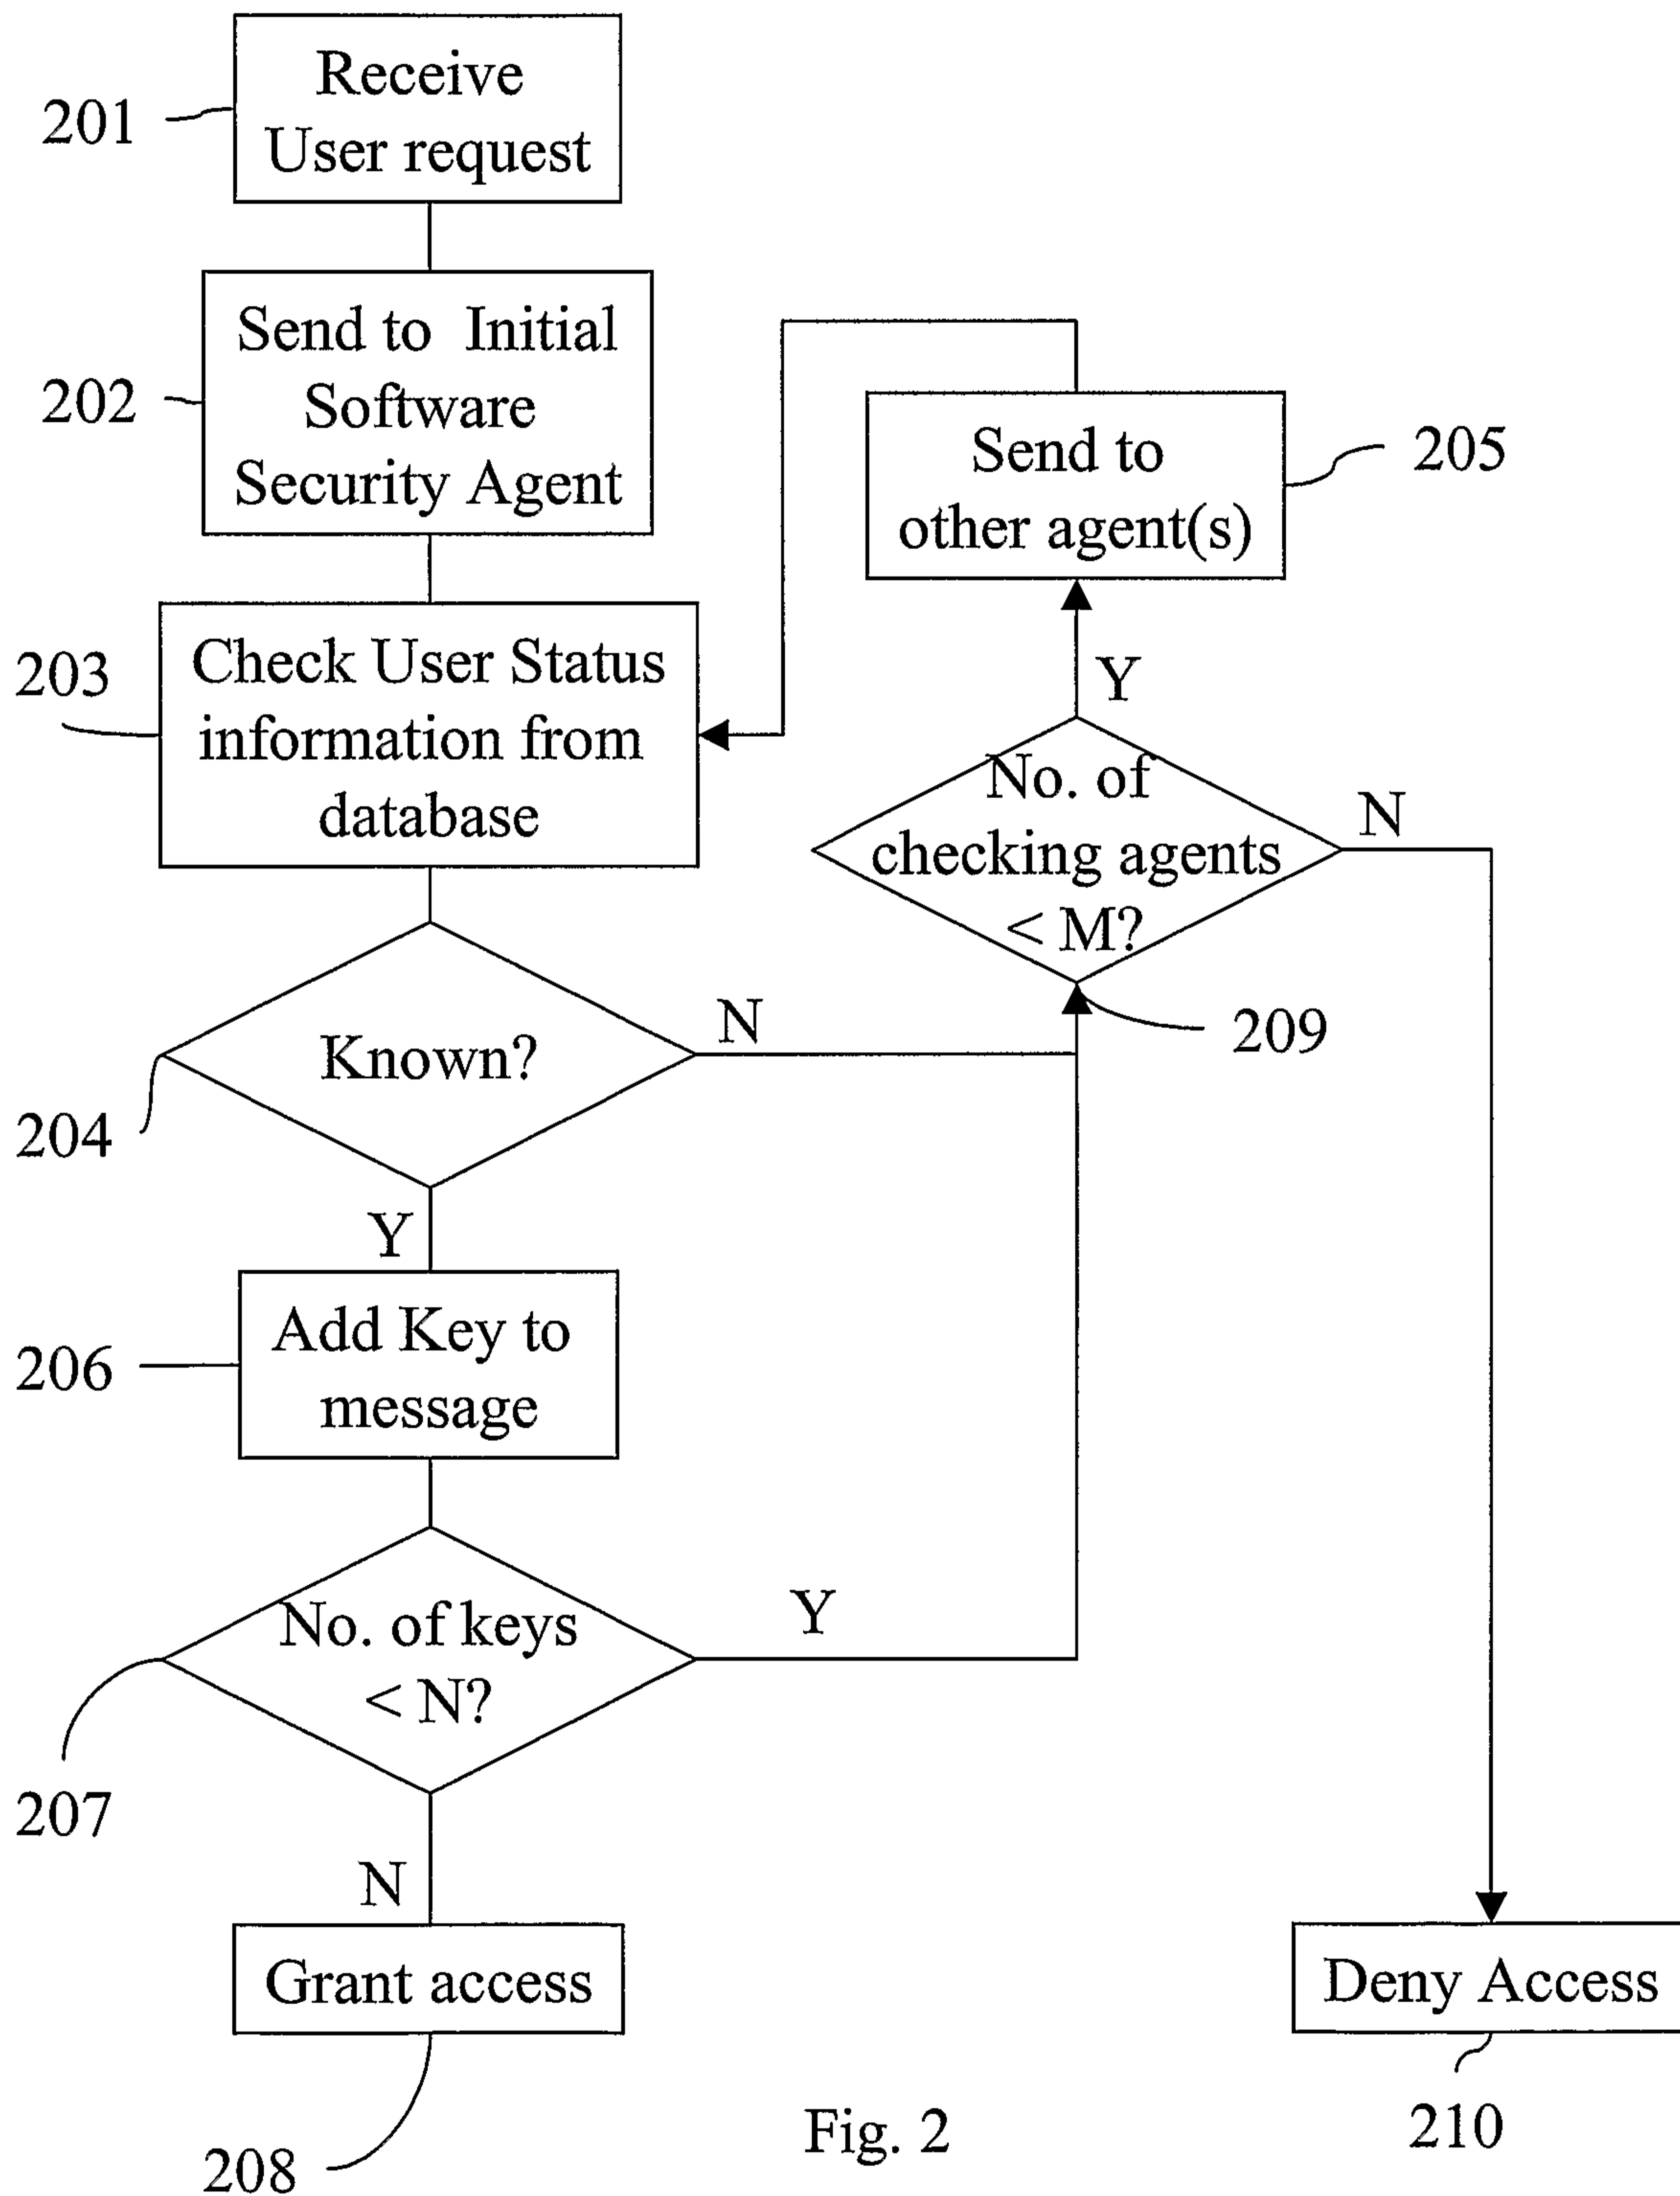 Receive
User request
201
Send to Initial
Software
Security Agent
202
Send to
other agent(s)
205
Check User Status
information from
database
203
Y
No. of
checking agents
< M?
N
209
Known?
N
204
Y
Add Key to
message
206
No. of keys
< N?
Y
207
N
Grant access
208
Deny Access
210
Fig. 2